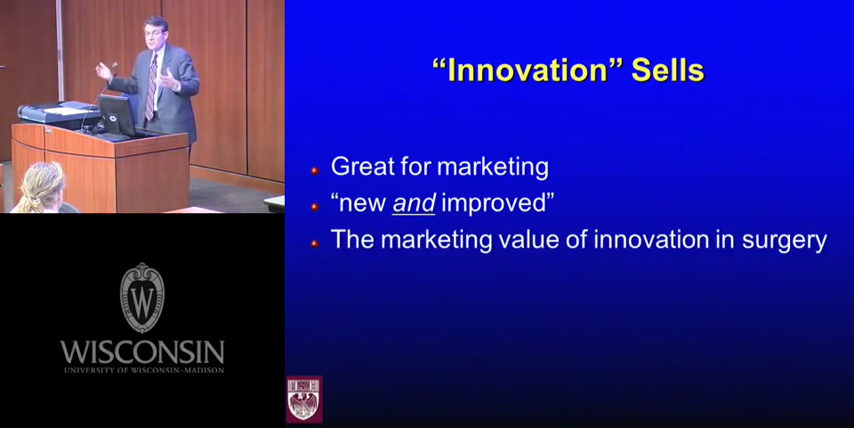 “Innovation” Sells
Great for marketing
“new and improved”
The marketing value of innovation in surgery
W
WISCONSIN
UNIVERSITY OF WISCONSIN–MADISON